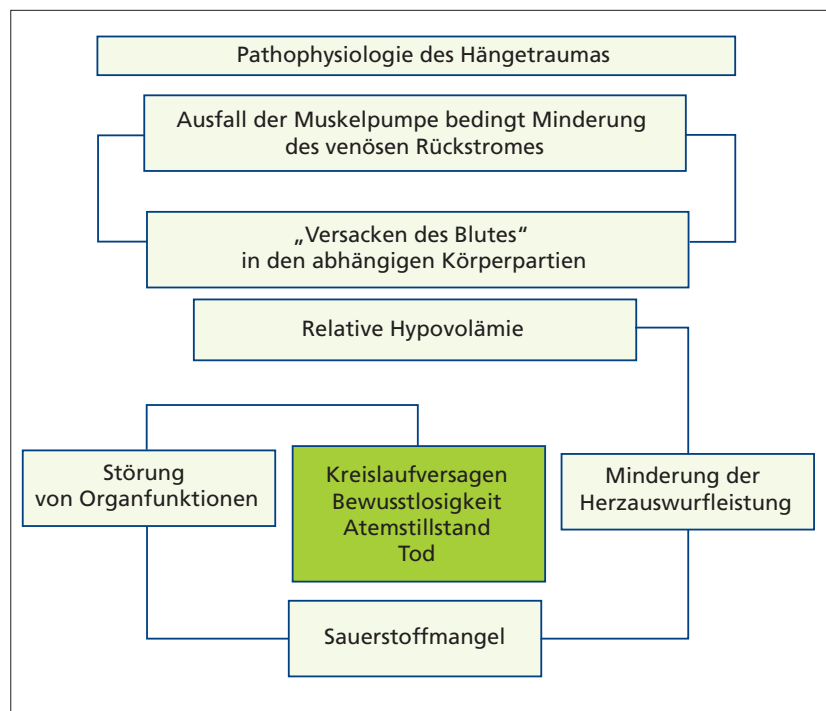 Pathophysiologie des Hängetraumas
Ausfall der Muskelpumpe bedingt Minderung
des venösen Rückstromes
„Versacken des Blutes“
in den abhängigen Körperpartien
Relative Hypovolämie
Störung
von Organfunktionen
Kreislaufversagen
Bewusstlosigkeit
Atemstillstand
Tod
Minderung der
Herzauswurfleistung
Sauerstoffmangel